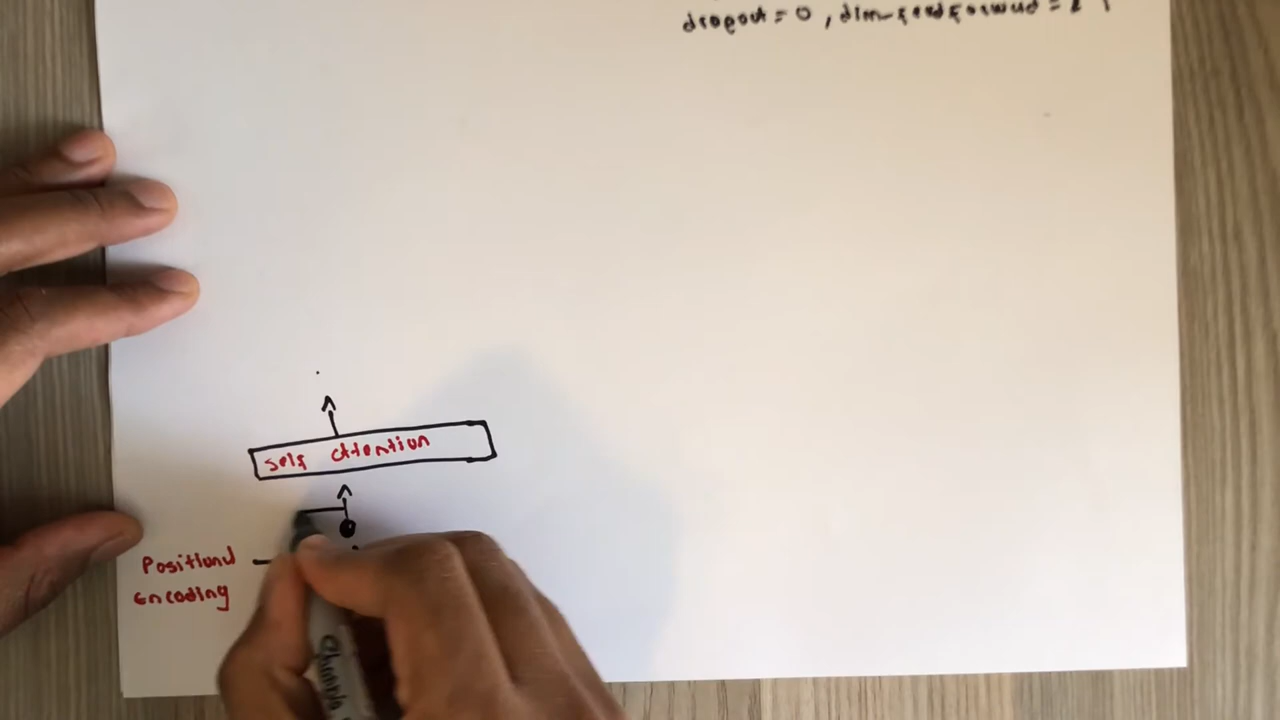 dropout = 0, dim-feedforward = 2
self attention
Positional
Encoding